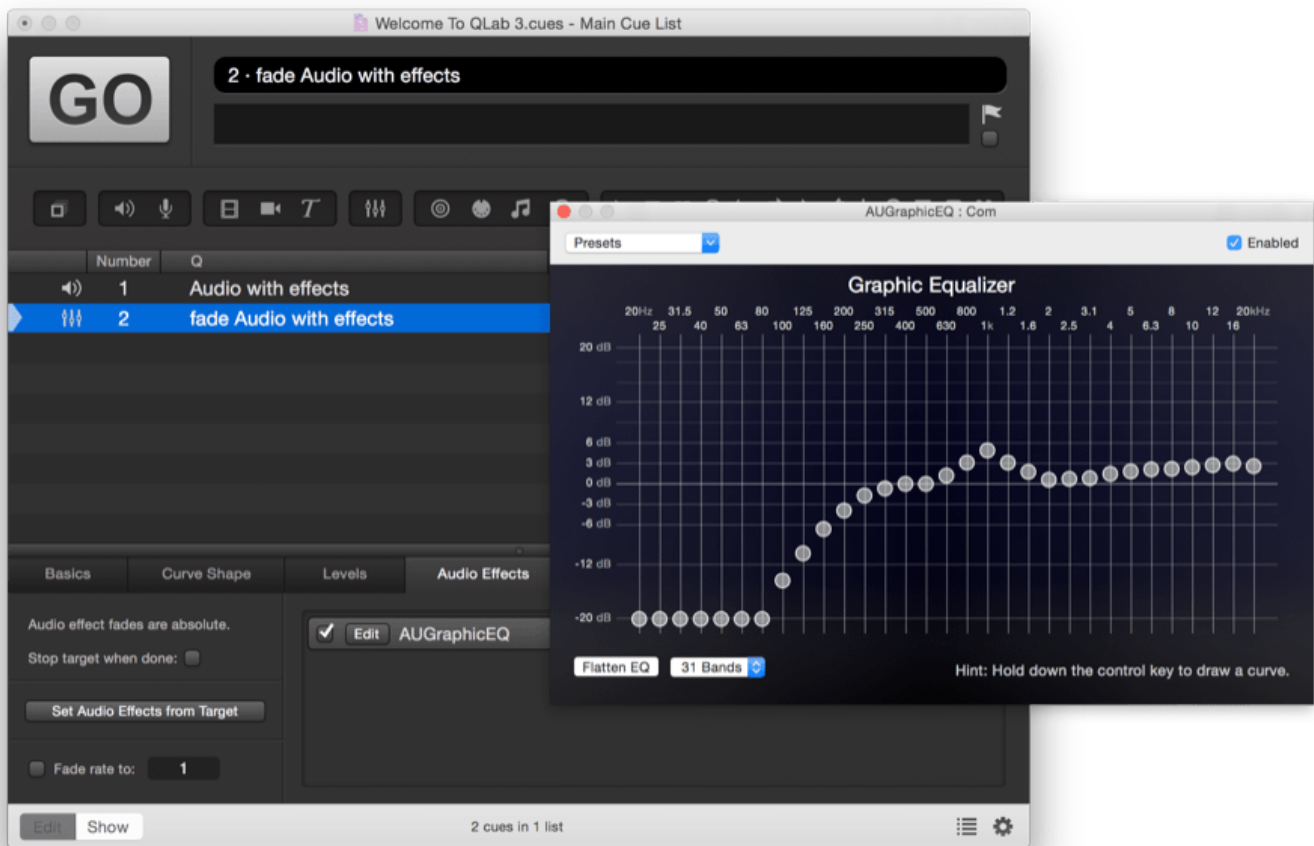 Welcome To QLab 3.cues - Main Cue List
GO
2 · fade Audio with effects
T
Number Q
1 Audio with effects
2 fade Audio with effects
Basics Curve Shape Levels Audio Effects
Audio effect fades are absolute.
Stop target when done:
Set Audio Effects from Target
Fade rate to: 1
Edit AUGraphicEQ
Edit Show
2 cues in 1 list
AUGraphicEQ : Com
Presets
Enabled
Graphic Equalizer
20Hz 31.5 50 80 125 200 315 500 800 1.2 2 3.1 5 8 12 20kHz
25 40 63 100 160 250 400 630 1k 1.6 2.5 4 6.3 10 16
20 dB
12 dB
6 dB
3 dB
0 dB
-3 dB
-6 dB
-12 dB
-20 dB
Flatten EQ 31 Bands Hint: Hold down the control key to draw a curve.